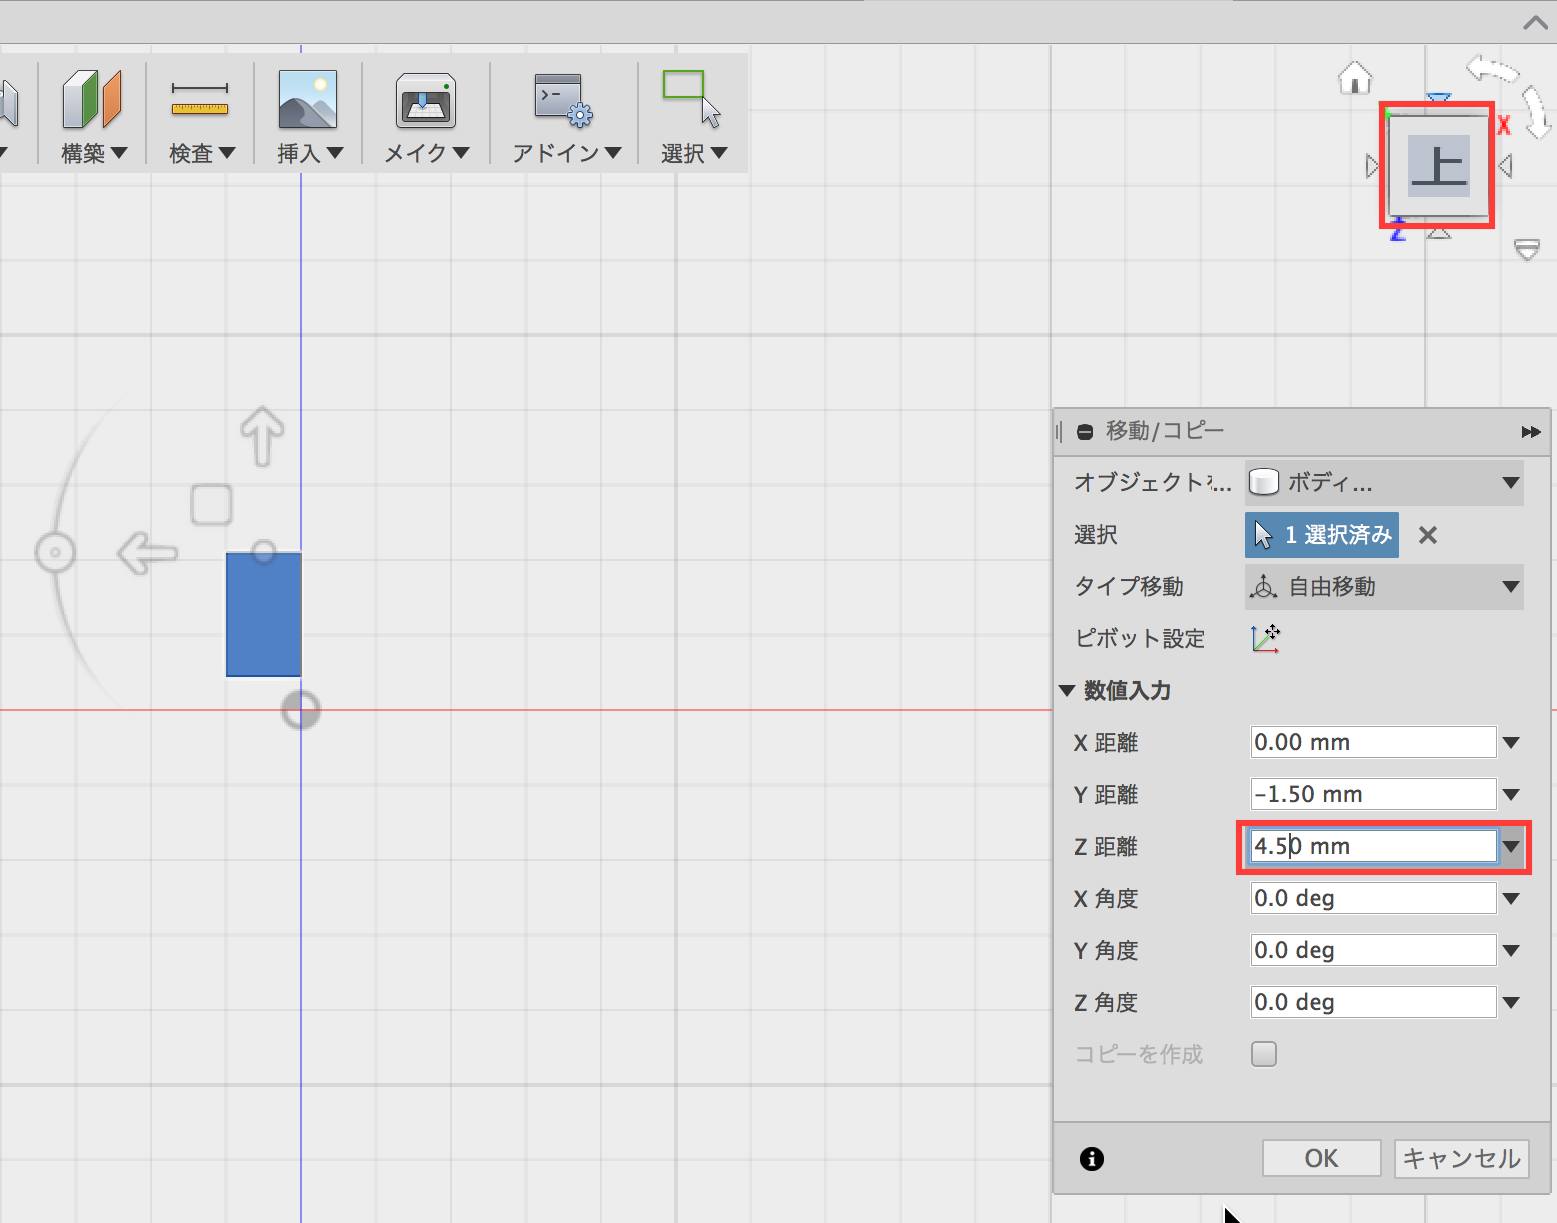 構築 検査 挿入 メイク アドイン 選択
上
X
Z
移動/コピー
オブジェクトを... ボディ...
選択 1 選択済み
タイプ移動 自由移動
ピボット設定
数値入力
X 距離 0.00 mm
Y 距離 -1.50 mm
Z 距離 4.50 mm
X 角度 0.0 deg
Y 角度 0.0 deg
Z 角度 0.0 deg
コピーを作成
OK キャンセル